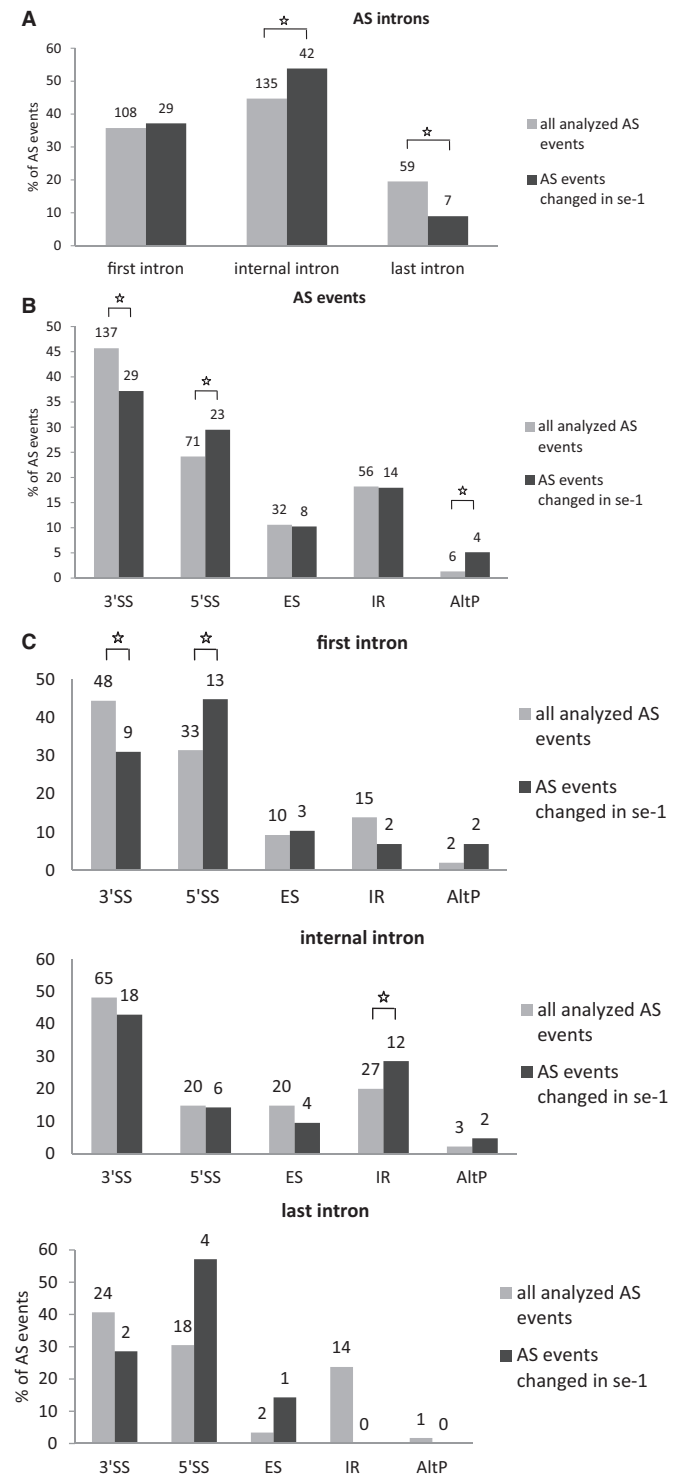 A
AS introns
% of AS events
60
50
40
30
20
10
0
108 29
135 42
59 7
first intron internal intron last intron
all analyzed AS
events
AS events
changed in se-1
B
AS events
% of AS events
50
45
40
35
30
25
20
15
10
5
0
137 29
71 23
32 8
56 14
6 4
3'SS 5'SS ES IR AltP
all analyzed AS
events
AS events
changed in se-1
C
first intron
50
40
30
20
10
0
48 9
33 13
10 3
15 2
2 2
3'SS 5'SS ES IR AltP
all analyzed AS
events
AS events
changed in se-1
internal intron
60
50
40
30
20
10
0
65 18
20 6
20 4
27 12
3 2
3'SS 5'SS ES IR AltP
all analyzed AS
events
AS events
changed in se-1
last intron
% of AS events
60
50
40
30
20
10
0
24 2
18 4
2 1
14 0
1 0
3'SS 5'SS ES IR AltP
all analyzed AS
events
AS events
changed in se-1